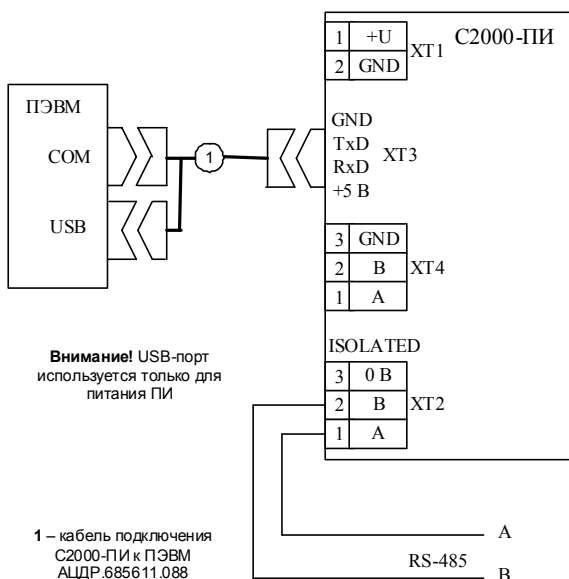 С2000-ПИ
1 +U
2 GND
XT1
ПЭВМ
COM
USB
1
GND
TxD
RxD
+5 В
XT3
3 GND
2 B
1 A
XT4
ISOLATED
3 0 В
2 B
1 A
XT2
Внимание! USB-порт
используется только для
питания ПИ
1 – кабель подключения
С2000-ПИ к ПЭВМ
АЦДР.685611.088
A
RS-485
B